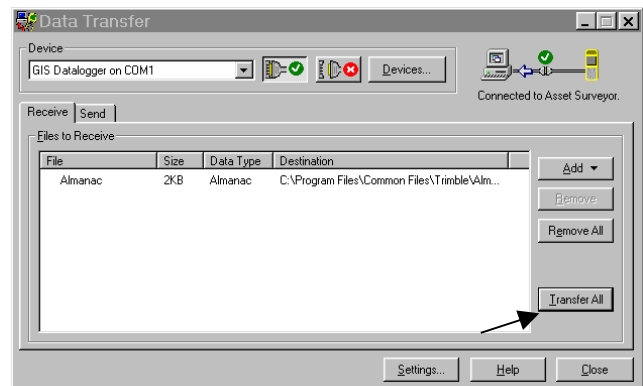 Data Transfer
Device
GIS Datalogger on COM1
Devices...
Connected to Asset Surveyor.
Receive Send
Files to Receive
File Size Data Type Destination
Almanac 2KB Almanac C:\Program Files\Common Files\Trimble\Alm...
Add
Remove
Remove All
Transfer All
Settings... Help Close